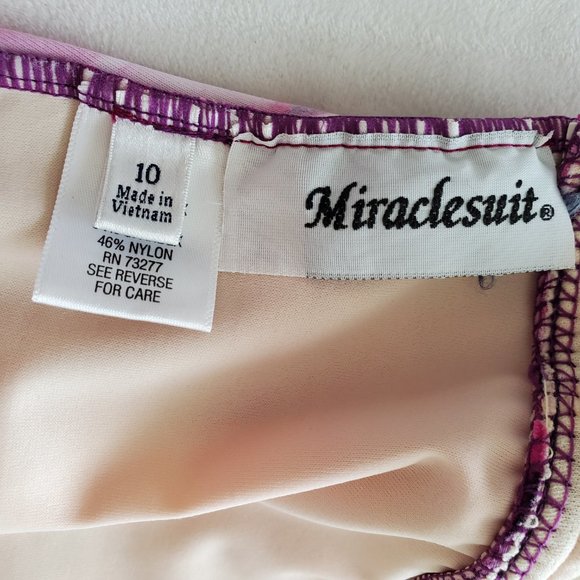 10
Made in
Vietnam
46% NYLON
RN 73277
SEE REVERSE
FOR CARE
Miraclesuit®